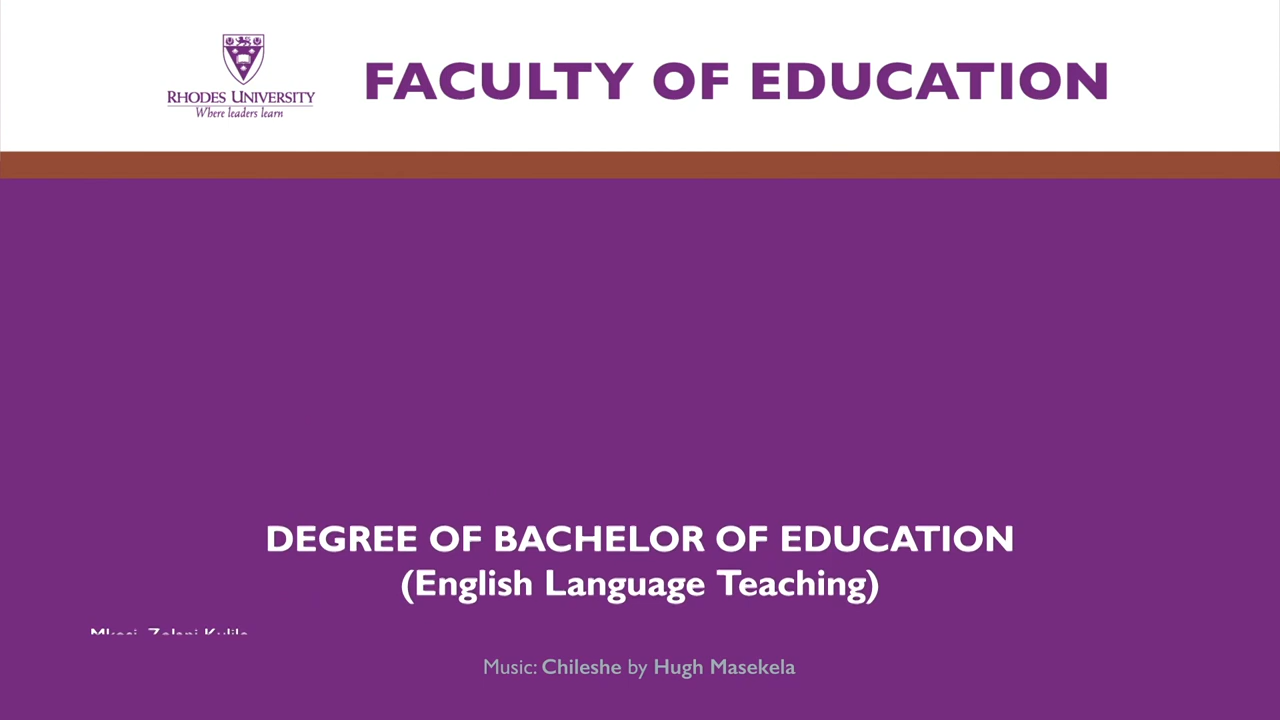 RHODES UNIVERSITY
Where leaders learn
FACULTY OF EDUCATION
DEGREE OF BACHELOR OF EDUCATION
(English Language Teaching)
Music: Chileshe by Hugh Masekela